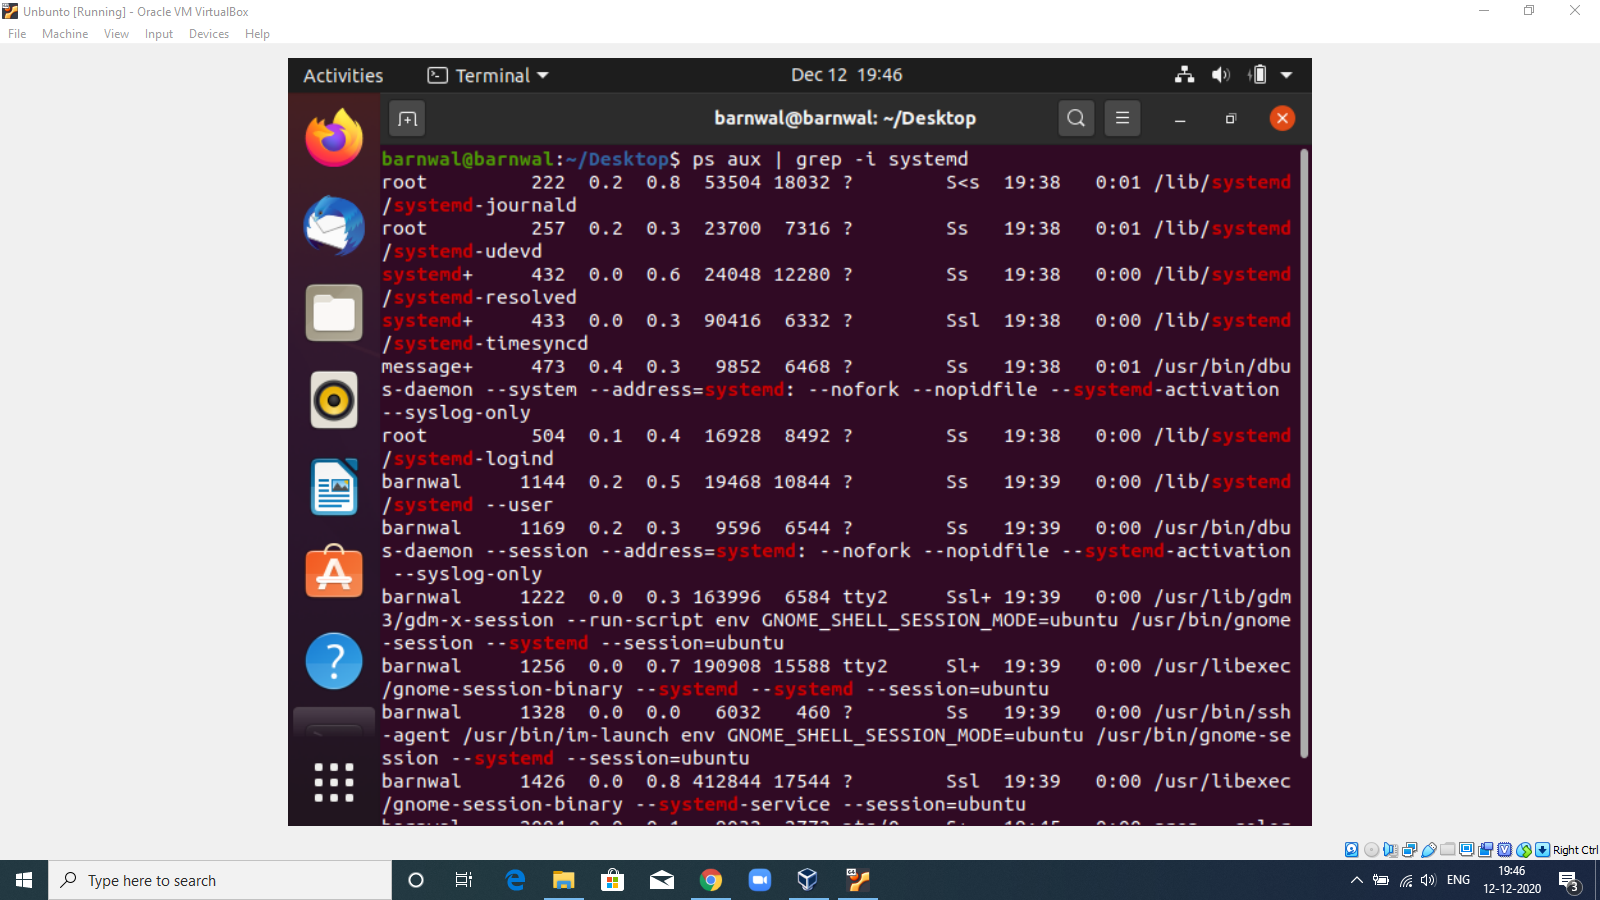 Unbunto [Running] - Oracle VM VirtualBox
File Machine View Input Devices Help
Activities Terminal Dec 12 19:46
barnwal@barnwal: ~/Desktop
barnwal@barnwal:~/Desktop$ ps aux | grep -i systemd
root 222 0.2 0.8 53504 18032 ? S<s 19:38 0:01 /lib/systemd
/systemd-journald
root 257 0.2 0.3 23700 7316 ? Ss 19:38 0:01 /lib/systemd
/systemd-udevd
systemd+ 432 0.0 0.6 24048 12280 ? Ss 19:38 0:00 /lib/systemd
/systemd-resolved
systemd+ 433 0.0 0.3 90416 6332 ? Ssl 19:38 0:00 /lib/systemd
/systemd-timesyncd
message+ 473 0.4 0.3 9852 6468 ? Ss 19:38 0:01 /usr/bin/dbu
s-daemon --system --address=systemd: --nofork --nopidfile --systemd-activation
--syslog-only
root 504 0.1 0.4 16928 8492 ? Ss 19:38 0:00 /lib/systemd
/systemd-logind
barnwal 1144 0.2 0.5 19468 10844 ? Ss 19:39 0:00 /lib/systemd
/systemd --user
barnwal 1169 0.2 0.3 9596 6544 ? Ss 19:39 0:00 /usr/bin/dbu
s-daemon --session --address=systemd: --nofork --nopidfile --systemd-activation
--syslog-only
barnwal 1222 0.0 0.3 163996 6584 tty2 Ssl+ 19:39 0:00 /usr/lib/gdm
3/gdm-x-session --run-script env GNOME_SHELL_SESSION_MODE=ubuntu /usr/bin/gnome
-session --systemd --session=ubuntu
barnwal 1256 0.0 0.7 190908 15588 tty2 Sl+ 19:39 0:00 /usr/libexec
/gnome-session-binary --systemd --systemd --session=ubuntu
barnwal 1328 0.0 0.0 6032 460 ? Ss 19:39 0:00 /usr/bin/ssh
-agent /usr/bin/im-launch env GNOME_SHELL_SESSION_MODE=ubuntu /usr/bin/gnome-se
ssion --systemd --session=ubuntu
barnwal 1426 0.0 0.8 412844 17544 ? Ssl 19:39 0:00 /usr/libexec
/gnome-session-binary --systemd-service --session=ubuntu
Right Ctrl
Type here to search
ENG
19:46
12-12-2020
3